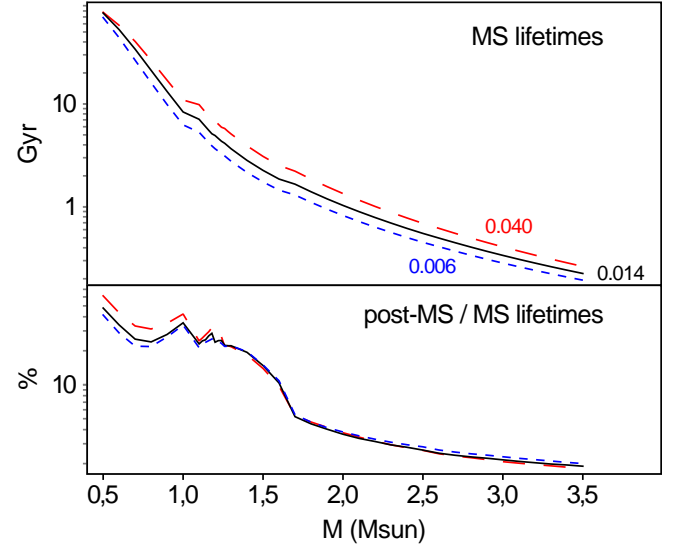 MS lifetimes
10
Gyr
1
0.040
0.006
0.014
post-MS / MS lifetimes
%
10
0,5 1,0 1,5 2,0 2,5 3,0 3,5
M (Msun)